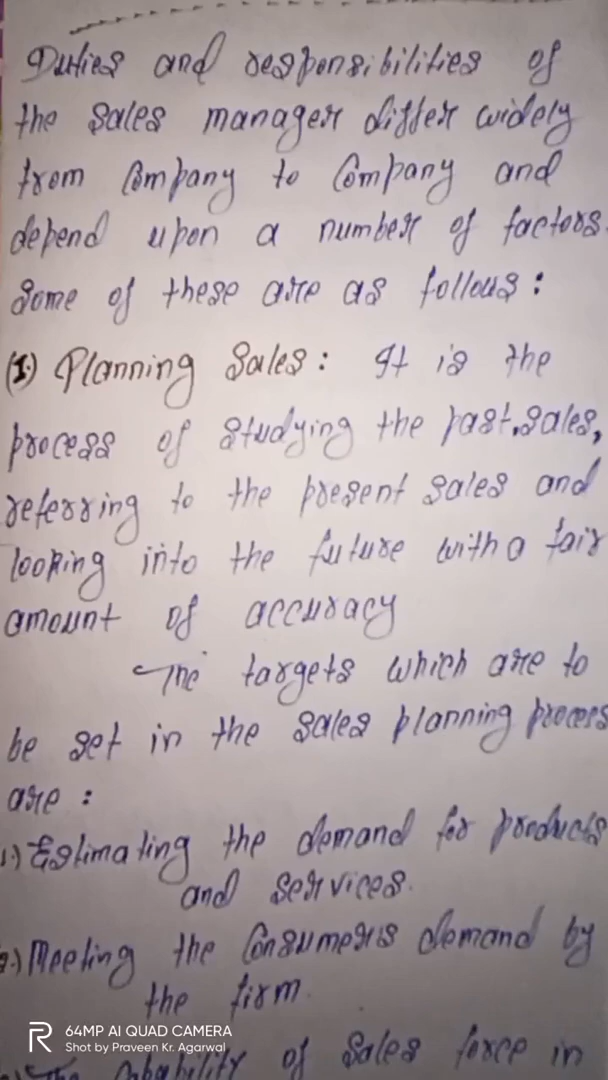 Duties and responsibilities of
the sales manager differ widely
from Company to Company and
depend upon a number of factors.
Some of these are as follows :
(1.) Planning Sales : It is the
process of studying the past sales,
referring to the present sales and
looking into the future with a fair
amount of accuracy
The targets which are to
be set in the sales planning process
are :
1.) Estimating the demand for products
and services.
2.) Meeting the Consumers demand by
the firm.
of sales force in
64MP AI QUAD CAMERA
Shot by Praveen Kr. Agarwal